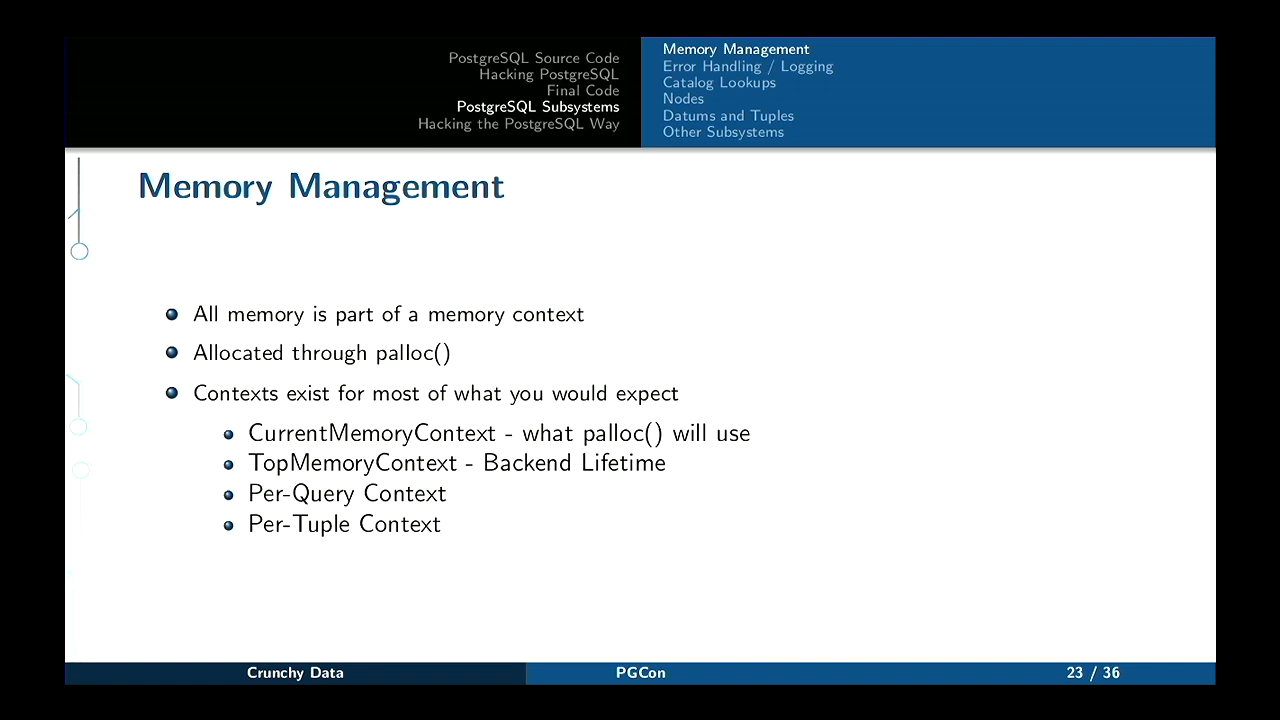 PostgreSQL Source Code
Hacking PostgreSQL
Final Code
PostgreSQL Subsystems
Hacking the PostgreSQL Way
Memory Management
Error Handling / Logging
Catalog Lookups
Nodes
Datums and Tuples
Other Subsystems
Memory Management
All memory is part of a memory context
Allocated through palloc()
Contexts exist for most of what you would expect
CurrentMemoryContext - what palloc() will use
TopMemoryContext - Backend Lifetime
Per-Query Context
Per-Tuple Context
Crunchy Data
PGCon
23 / 36